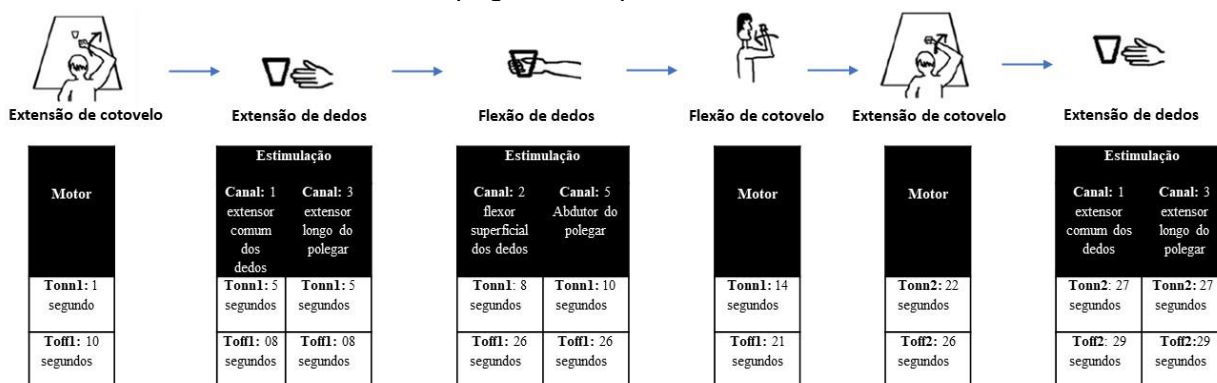 Extensão de cotovelo
Extensão de dedos
Flexão de dedos
Flexão de cotovelo
Extensão de cotovelo
Extensão de dedos
Motor
Estimulação
Canal: 1
extensor
comum
dos
dedos
Canal: 3
extensor
longo do
polegar
Estimulação
Canal: 2
flexor
superficial
dos dedos
Canal: 5
Abdutor do
polegar
Motor
Motor
Estimulação
Canal: 1
extensor
comum dos
dedos
Canal: 3
extensor
longo do
polegar
Tonn1: 1
segundo
Tonn1: 5
segundos
Tonn1: 5
segundos
Tonn1: 8
segundos
Tonn1: 10
segundos
Tonn1: 14
segundos
Tonn2: 22
segundos
Tonn2: 27
segundos
Tonn2: 27
segundos
Toff1: 10
segundos
Toff1: 08
segundos
Toff1: 08
segundos
Toff1: 26
segundos
Toff1: 26
segundos
Toff1: 21
segundos
Toff2: 26
segundos
Toff2: 29
segundos
Toff2:29
segundos